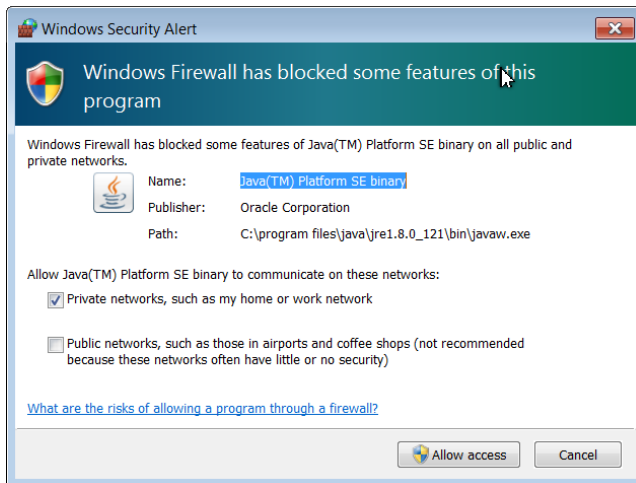 Windows Security Alert
Windows Firewall has blocked some features of this
program
Windows Firewall has blocked some features of Java(TM) Platform SE binary on all public and
private networks.
Name: Java(TM) Platform SE binary
Publisher: Oracle Corporation
Path: C:\program files\java\jre1.8.0_121\bin\javaw.exe
Allow Java(TM) Platform SE binary to communicate on these networks:
Private networks, such as my home or work network
Public networks, such as those in airports and coffee shops (not recommended
because these networks often have little or no security)
What are the risks of allowing a program through a firewall?
Allow access Cancel